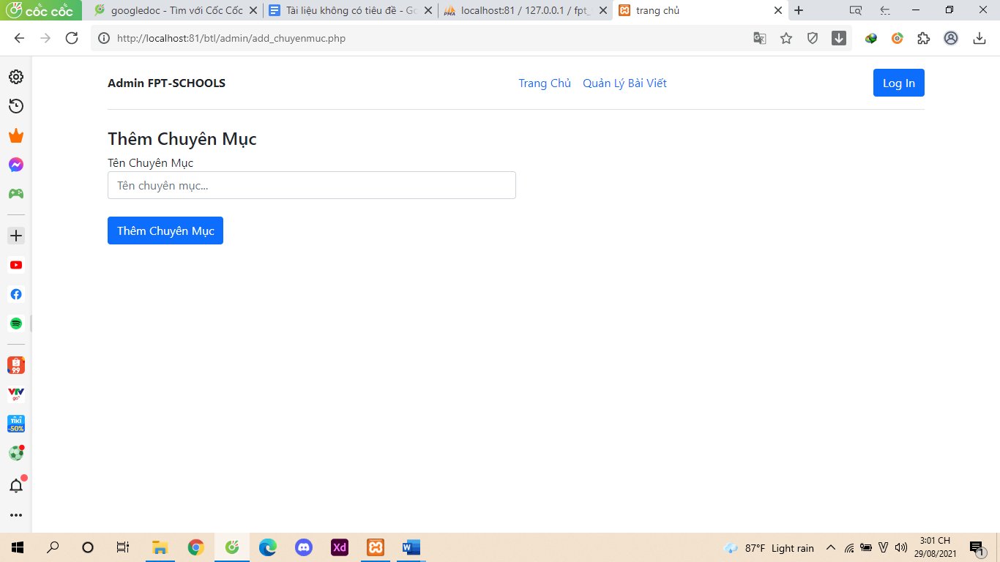 cốc cốc
googledoc - Tìm với Cốc Cốc
Tài liệu không có tiêu đề - Go
localhost:81 / 127.0.0.1 / fpt_
trang chủ
http://localhost:81/btl/admin/add_chuyenmuc.php
Admin FPT-SCHOOLS
Trang Chủ
Quản Lý Bài Viết
Log In
Thêm Chuyên Mục
Tên Chuyên Mục
Tên chuyên mục...
Thêm Chuyên Mục
99
VTV
go
TIKI
-50%
Xd
W
87°F Light rain
3:01 CH
29/08/2021
1